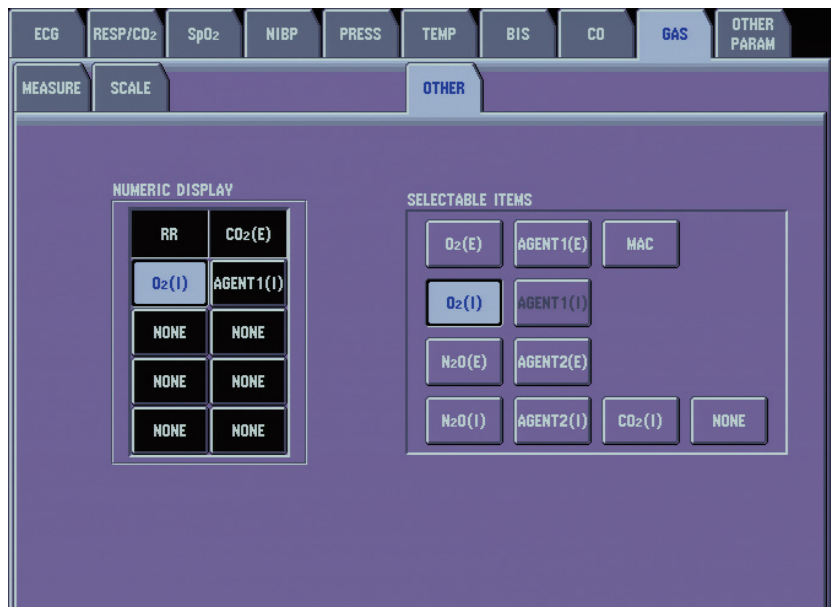 ECG RESP/CO₂ SpO₂ NIBP PRESS TEMP BIS CO GAS OTHER PARAM
MEASURE SCALE OTHER
NUMERIC DISPLAY
RR CO₂(E)
O₂(I) AGENT1(I)
NONE NONE
NONE NONE
NONE NONE
SELECTABLE ITEMS
O₂(E) AGENT1(E) MAC
O₂(I) AGENT1(I)
N₂O(E) AGENT2(E)
N₂O(I) AGENT2(I) CO₂(I) NONE